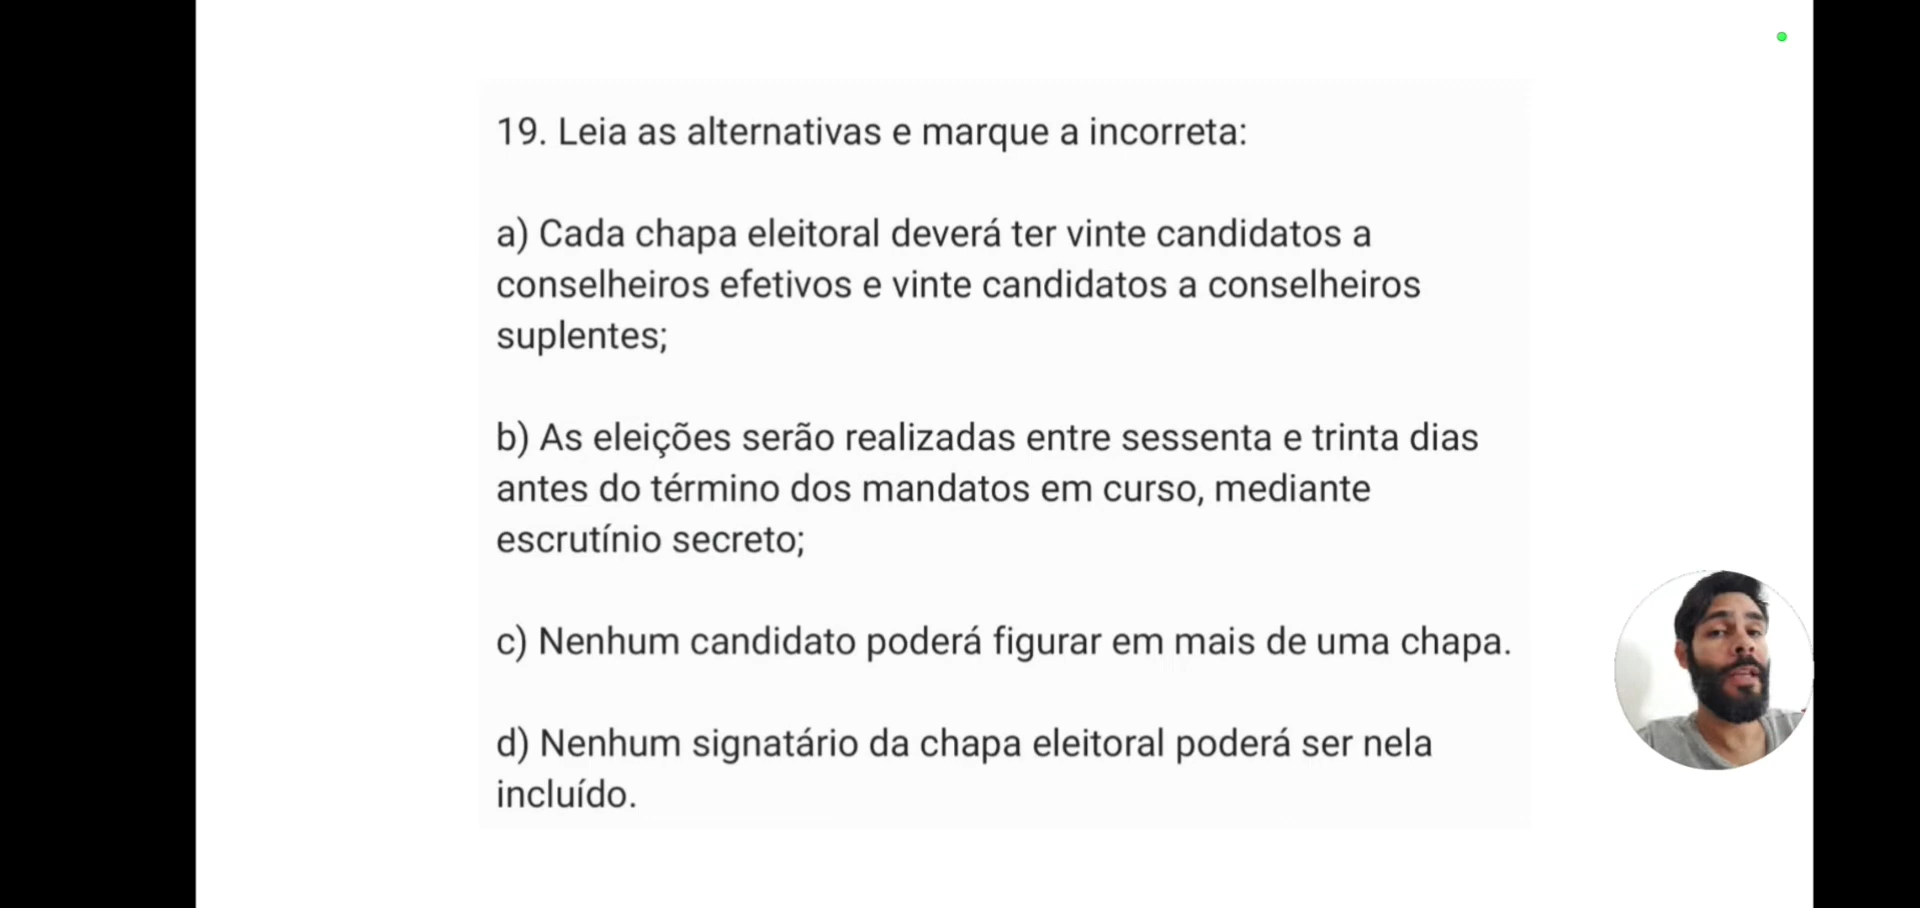 19. Leia as alternativas e marque a incorreta:
a) Cada chapa eleitoral deverá ter vinte candidatos a
conselheiros efetivos e vinte candidatos a conselheiros
suplentes;
b) As eleições serão realizadas entre sessenta e trinta dias
antes do término dos mandatos em curso, mediante
escrutínio secreto;
c) Nenhum candidato poderá figurar em mais de uma chapa.
d) Nenhum signatário da chapa eleitoral poderá ser nela
incluído.